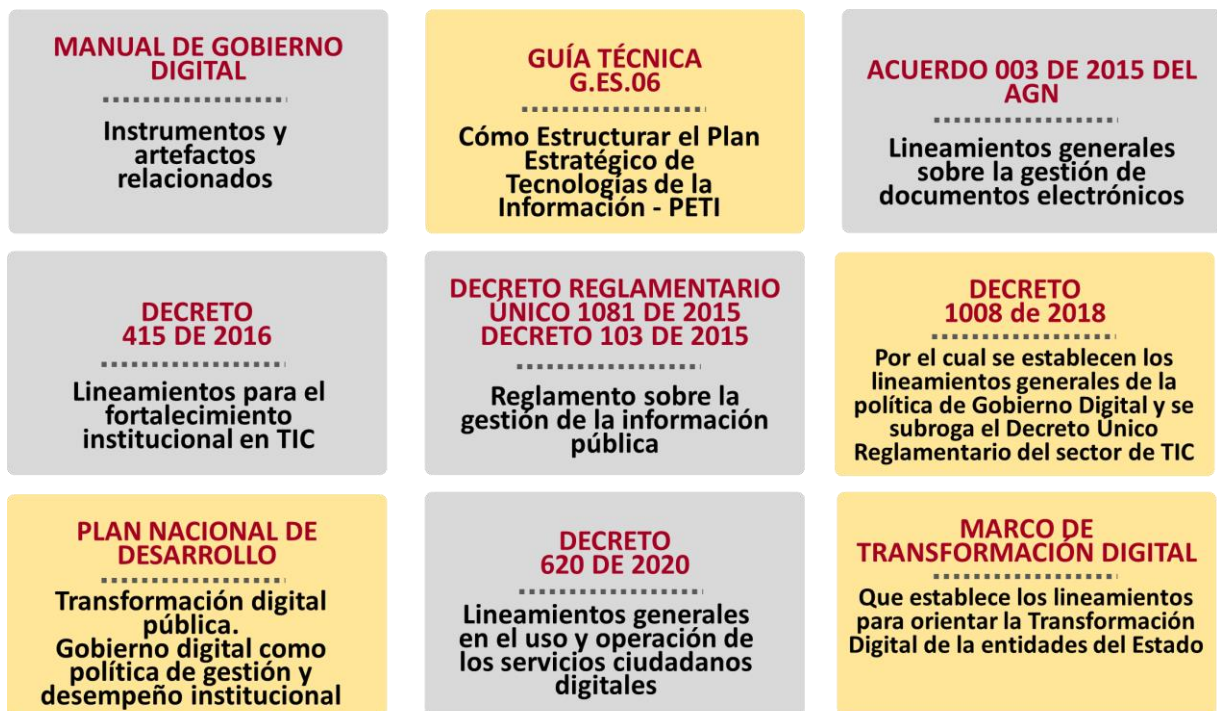 MANUAL DE GOBIERNO
DIGITAL
Instrumentos y
artefactos
relacionados
GUÍA TÉCNICA
G.ES.06
Cómo Estructurar el Plan
Estratégico de
Tecnologías de la
Información - PETI
ACUERDO 003 DE 2015 DEL
AGN
Lineamientos generales
sobre la gestión de
documentos electrónicos
DECRETO
415 DE 2016
Lineamientos para el
fortalecimiento
institucional en TIC
DECRETO REGLAMENTARIO
ÚNICO 1081 DE 2015
DECRETO 103 DE 2015
Reglamento sobre la
gestión de la información
pública
DECRETO
1008 de 2018
Por el cual se establecen los
lineamientos generales de la
política de Gobierno Digital y se
subroga el Decreto Único
Reglamentario del sector de TIC
PLAN NACIONAL DE
DESARROLLO
Transformación digital
pública.
Gobierno digital como
política de gestión y
desempeño institucional
DECRETO
620 DE 2020
Lineamientos generales
en el uso y operación de
los servicios ciudadanos
digitales
MARCO DE
TRANSFORMACIÓN DIGITAL
Que establece los lineamientos
para orientar la Transformación
Digital de la entidades del Estado